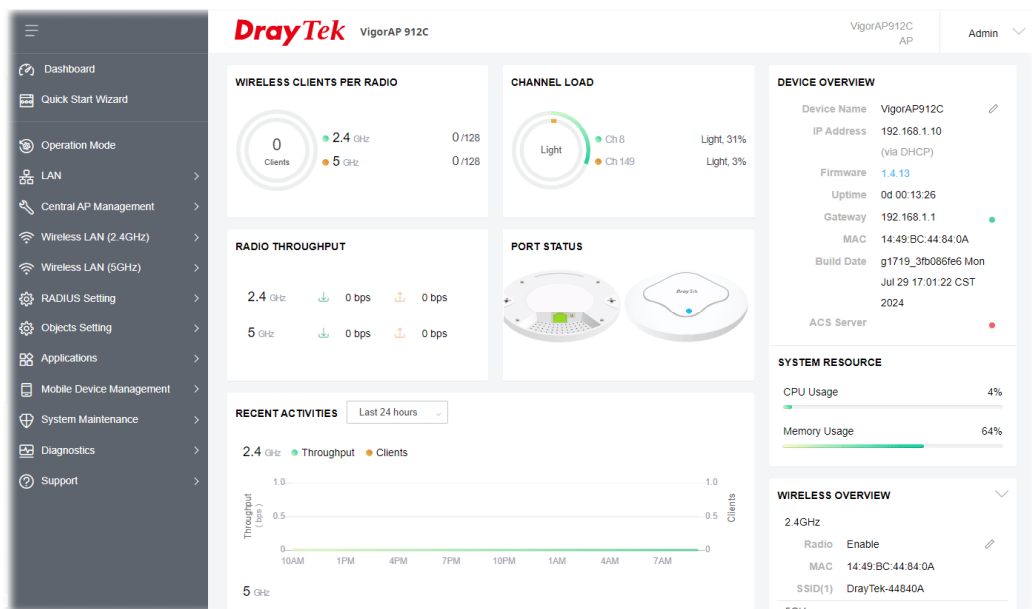 DrayTek VigorAP 912C
VigorAP912C
AP
Admin
Dashboard
Quick Start Wizard
Operation Mode
LAN
Central AP Management
Wireless LAN (2.4GHz)
Wireless LAN (5GHz)
RADIUS Setting
Objects Setting
Applications
Mobile Device Management
System Maintenance
Diagnostics
Support
WIRELESS CLIENTS PER RADIO
0
Clients
2.4 GHz 0 /128
5 GHz 0 /128
CHANNEL LOAD
Light
Ch 8 Light, 31%
Ch 149 Light, 3%
RADIO THROUGHPUT
2.4 GHz 0 bps 0 bps
5 GHz 0 bps 0 bps
PORT STATUS
DrayTek
RECENT ACTIVITIES Last 24 hours
2.4 GHz Throughput Clients
Throughput
( bps )
1.0 1.0
0.5 0.5
0 0
Clients
10AM 1PM 4PM 7PM 10PM 1AM 4AM 7AM
5 GHz
DEVICE OVERVIEW
Device Name VigorAP912C
IP Address 192.168.1.10
(via DHCP)
Firmware 1.4.13
Uptime 0d 00:13:26
Gateway 192.168.1.1
MAC 14:49:BC:44:84:0A
Build Date g1719_3fb086fe6 Mon
Jul 29 17:01:22 CST
2024
ACS Server
SYSTEM RESOURCE
CPU Usage 4%
Memory Usage 64%
WIRELESS OVERVIEW
2.4GHz
Radio Enable
MAC 14:49:BC:44:84:0A
SSID(1) DrayTek-44840A